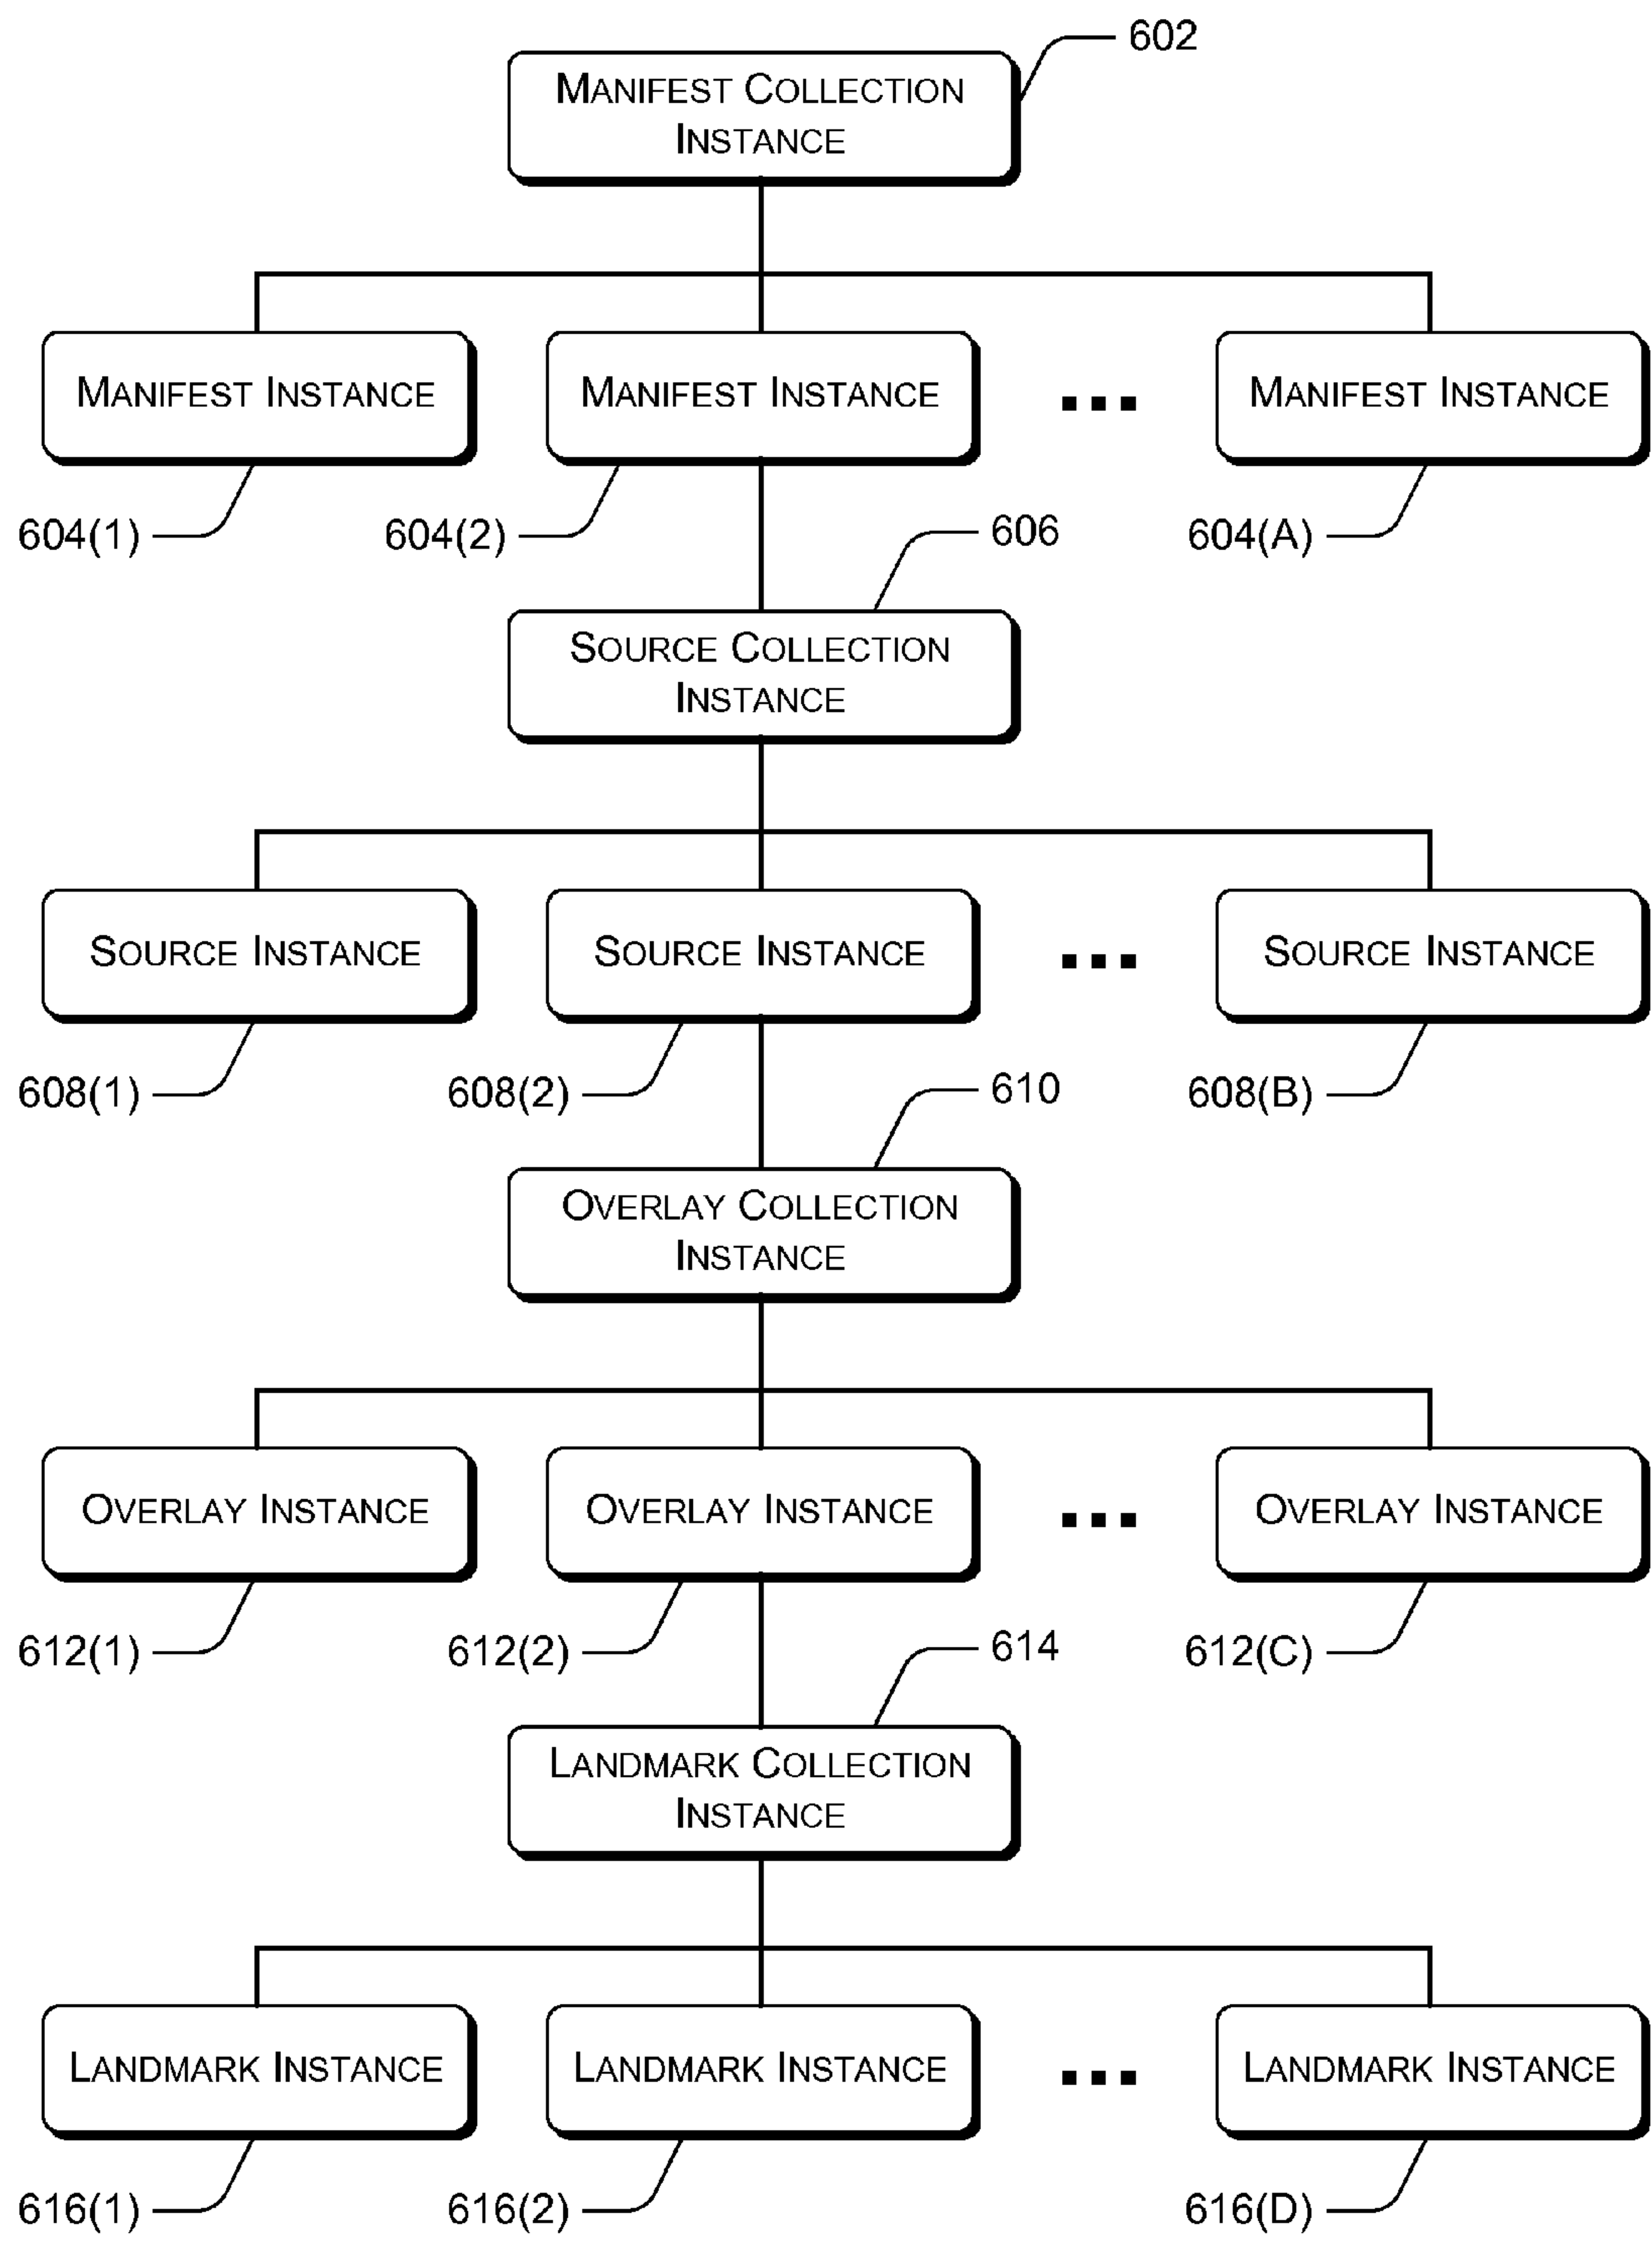 602
MANIFEST COLLECTION
INSTANCE
MANIFEST INSTANCE
MANIFEST INSTANCE
...
MANIFEST INSTANCE
604(1)
604(2)
606
604(A)
SOURCE COLLECTION
INSTANCE
SOURCE INSTANCE
SOURCE INSTANCE
...
SOURCE INSTANCE
608(1)
608(2)
610
608(B)
OVERLAY COLLECTION
INSTANCE
OVERLAY INSTANCE
OVERLAY INSTANCE
...
OVERLAY INSTANCE
612(1)
612(2)
614
612(C)
LANDMARK COLLECTION
INSTANCE
LANDMARK INSTANCE
LANDMARK INSTANCE
...
LANDMARK INSTANCE
616(1)
616(2)
616(D)